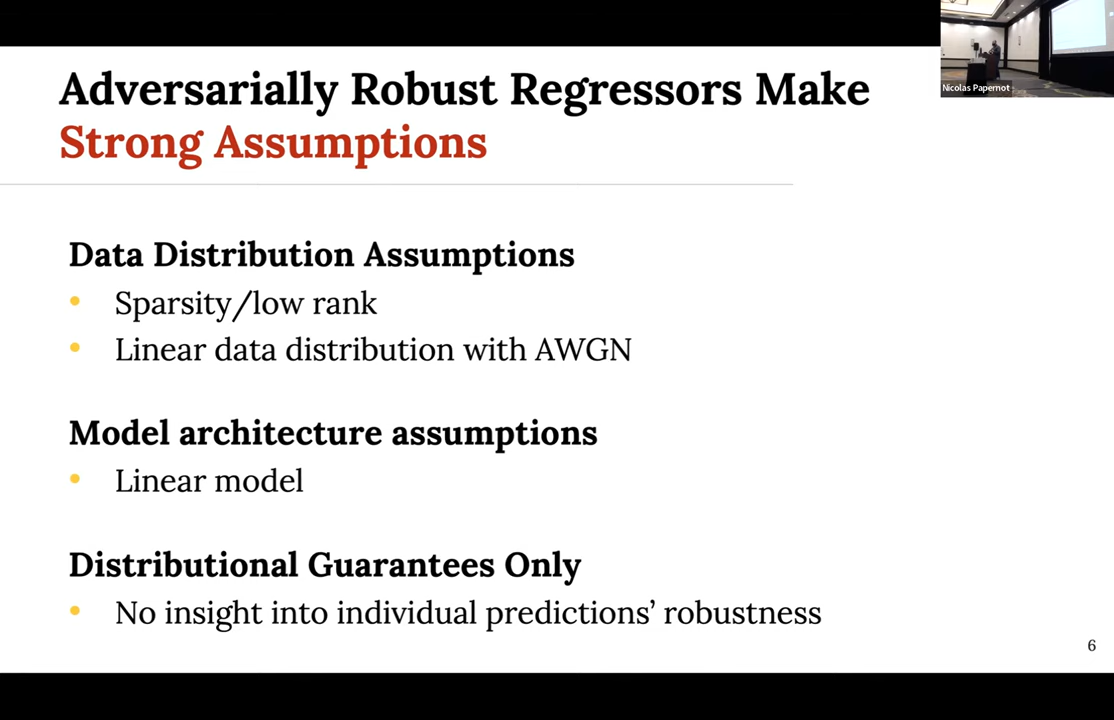 Adversarially Robust Regressors Make
Strong Assumptions
Nicolas Papernot
Data Distribution Assumptions
• Sparsity/low rank
• Linear data distribution with AWGN
Model architecture assumptions
• Linear model
Distributional Guarantees Only
• No insight into individual predictions’ robustness
6